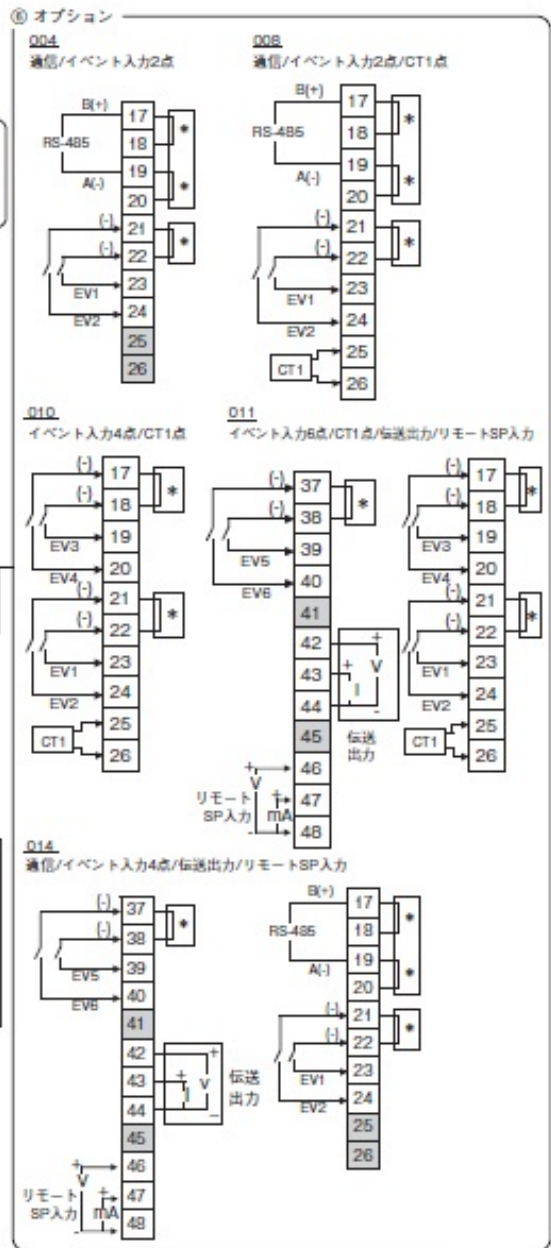 ⑥ オプション
004
通信/イベント入力2点
B(+)
RS-485
A(-)
17
18
19
20
21
22
23
24
25
26
*
*
*
(-)
(-)
EV1
EV2
008
通信/イベント入力2点/CT1点
B(+)
RS-485
A(-)
17
18
19
20
21
22
23
24
25
26
*
*
*
(-)
(-)
EV1
EV2
CT1
010
イベント入力4点/CT1点
(-)
(-)
EV3
EV4
(-)
(-)
EV1
EV2
CT1
17
18
19
20
21
22
23
24
25
26
*
*
011
イベント入力6点/CT1点/伝送出力/リモートSP入力
(-)
(-)
EV5
EV6
37
38
39
40
41
42
43
44
45
46
47
48
*
+
+ V
I
-
伝送
出力
+
V
リモート +
SP入力 mA
-
(-)
(-)
EV3
EV4
(-)
(-)
EV1
EV2
CT1
17
18
19
20
21
22
23
24
25
26
*
*
014
通信/イベント入力4点/伝送出力/リモートSP入力
(-)
(-)
EV5
EV6
37
38
39
40
41
42
43
44
45
46
47
48
*
+
+ V
I
-
伝送
出力
+
V
リモート +
SP入力 mA
-
B(+)
RS-485
A(-)
(-)
(-)
EV1
EV2
17
18
19
20
21
22
23
24
25
26
*
*
*